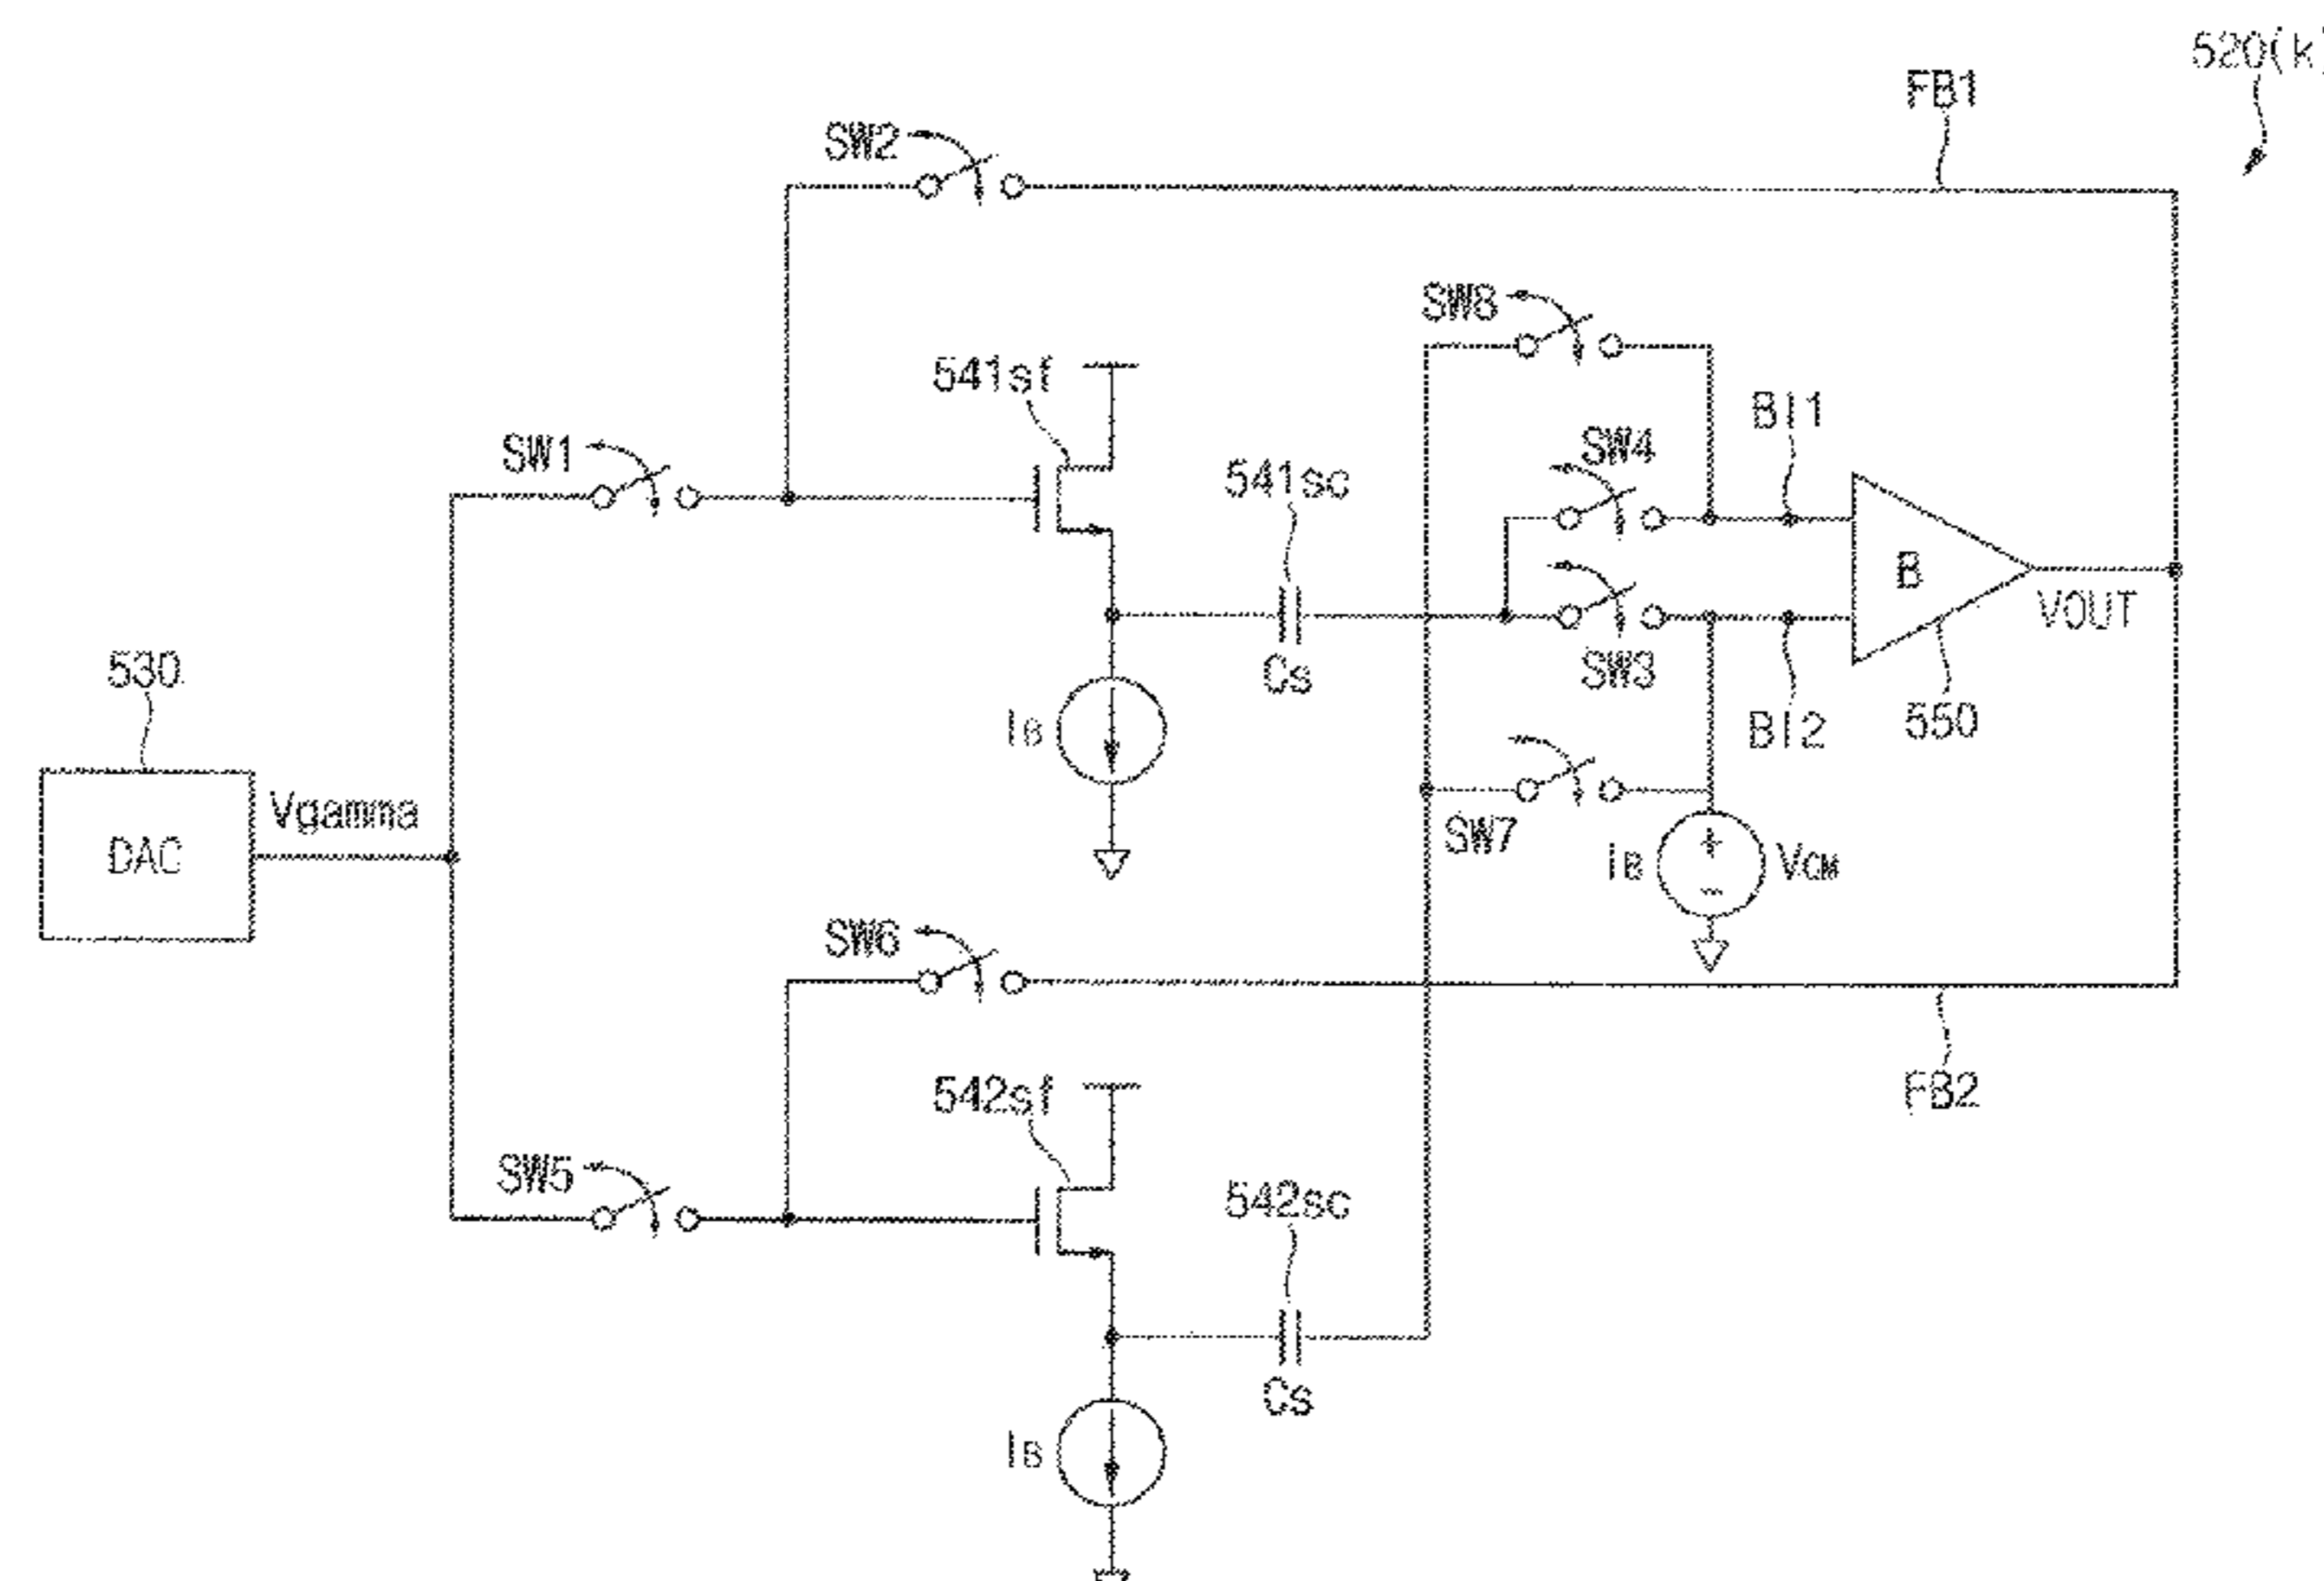 520(k)
FB1
SW2
SW8
541sf
BI1
SW1
SW4
541sc
B
VOUT
530
Cs
SW3
IB
BI2
550
Vgamma
DAC
SW7
IB
+
-
VCM
SW6
542sf
FB2
SW5
542sc
Cs
IB